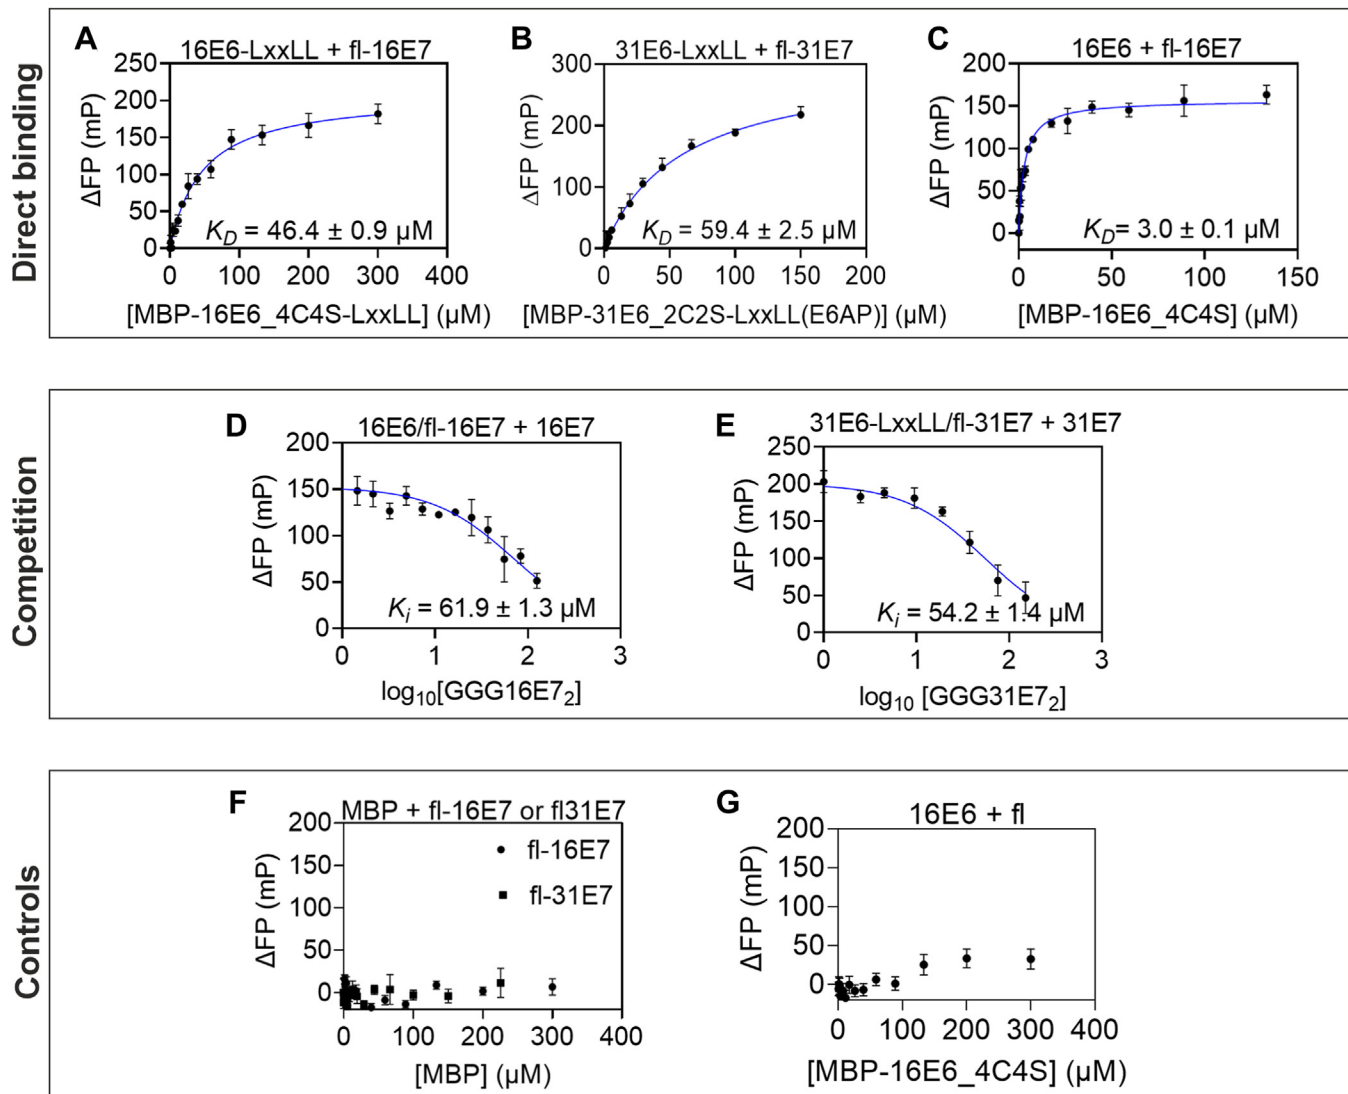 Direct binding
A
16E6-LxxLL + fl-16E7
ΔFP (mP)
250
200
150
100
50
0
K_D = 46.4 ± 0.9 µM
0 100 200 300 400
[MBP-16E6_4C4S-LxxLL] (µM)
B
31E6-LxxLL + fl-31E7
ΔFP (mP)
300
200
100
0
K_D = 59.4 ± 2.5 µM
0 50 100 150 200
[MBP-31E6_2C2S-LxxLL(E6AP)] (µM)
C
16E6 + fl-16E7
ΔFP (mP)
200
150
100
50
0
K_D= 3.0 ± 0.1 µM
0 50 100 150
[MBP-16E6_4C4S] (µM)
Competition
D
16E6/fl-16E7 + 16E7
ΔFP (mP)
200
150
100
50
0
K_i = 61.9 ± 1.3 µM
0 1 2 3
log₁₀[GGG16E7₂]
E
31E6-LxxLL/fl-31E7 + 31E7
ΔFP (mP)
250
200
150
100
50
0
K_i = 54.2 ± 1.4 µM
0 1 2 3
log₁₀ [GGG31E7₂]
Controls
F
MBP + fl-16E7 or fl31E7
ΔFP (mP)
200
150
100
50
0
fl-16E7
fl-31E7
0 100 200 300 400
[MBP] (µM)
G
16E6 + fl
ΔFP (mP)
200
150
100
50
0
0 100 200 300 400
[MBP-16E6_4C4S] (µM)